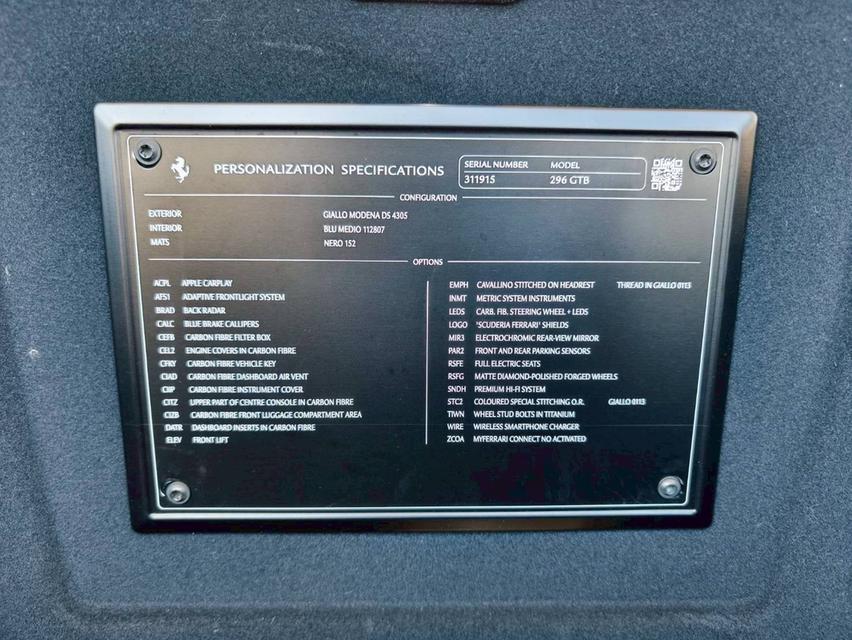 PERSONALIZATION SPECIFICATIONS
SERIAL NUMBER MODEL
311915 296 GTB
CONFIGURATION
EXTERIOR GIALLO MODENA DS 4305
INTERIOR BLU MEDIO 112807
MATS NERO 152
OPTIONS
ACPL APPLE CARPLAY
AFS1 ADAPTIVE FRONTLIGHT SYSTEM
BRAD BACK RADAR
CALC BLUE BRAKE CALLIPERS
CEFB CARBON FIBRE FILTER BOX
CEL2 ENGINE COVERS IN CARBON FIBRE
CFKY CARBON FIBRE VEHICLE KEY
CIAD CARBON FIBRE DASHBOARD AIR VENT
CIIP CARBON FIBRE INSTRUMENT COVER
CITZ UPPER PART OF CENTRE CONSOLE IN CARBON FIBRE
CIZB CARBON FIBRE FRONT LUGGAGE COMPARTMENT AREA
DATR DASHBOARD INSERTS IN CARBON FIBRE
ELEV FRONT LIFT
EMPH CAVALLINO STITCHED ON HEADREST THREAD IN GIALLO 0113
INMT METRIC SYSTEM INSTRUMENTS
LEDS CARB. FIB. STEERING WHEEL + LEDS
LOGO 'SCUDERIA FERRARI' SHIELDS
MIR3 ELECTROCHROMIC REAR-VIEW MIRROR
PAR2 FRONT AND REAR PARKING SENSORS
RSFE FULL ELECTRIC SEATS
RSFG MATTE DIAMOND-POLISHED FORGED WHEELS
SNDH PREMIUM HI-FI SYSTEM
STC2 COLOURED SPECIAL STITCHING O.R. GIALLO 0113
TIWN WHEEL STUD BOLTS IN TITANIUM
WIRE WIRELESS SMARTPHONE CHARGER
ZCOA MYFERRARI CONNECT NO ACTIVATED